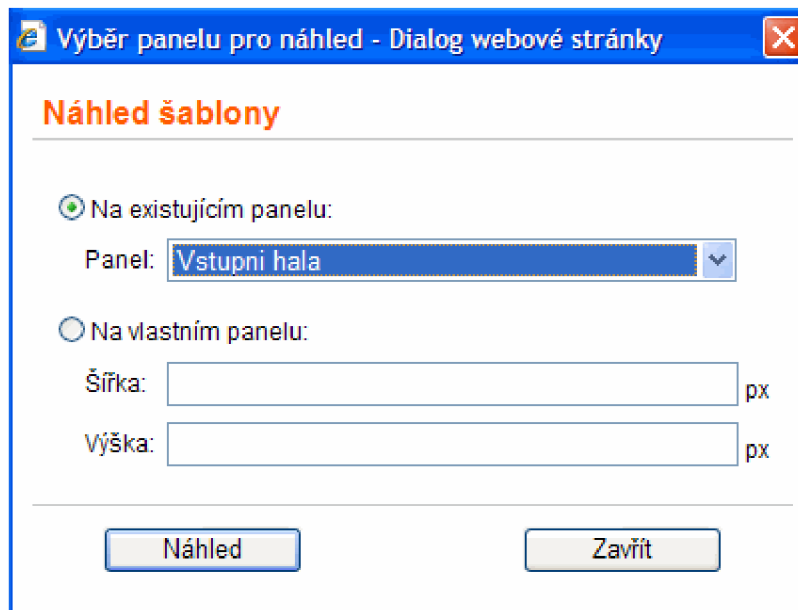 Výběr panelu pro náhled - Dialog webové stránky
Náhled šablony
Na existujícím panelu:
Panel: Vstupni hala
Na vlastním panelu:
Šířka: px
Výška: px
Náhled Zavřít